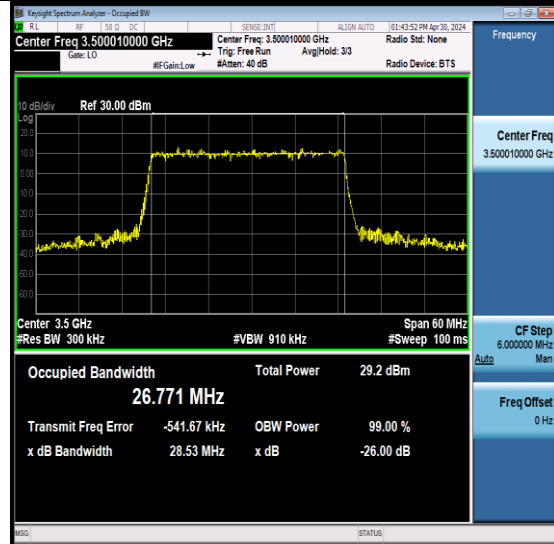 Keysight Spectrum Analyzer - Occupied BW
RL RF 50 Ω DC SENSE:INT ALIGN AUTO 01:43:52 PM Apr 30, 2024
Center Freq 3.500010000 GHz
Center Freq: 3.500010000 GHz
Radio Std: None
Gate: LO
Trig: Free Run Avg|Hold: 3/3
#IFGain:Low
#Atten: 40 dB
Radio Device: BTS
10 dB/div Ref 30.00 dBm
Log
20.0
10.0
0.00
-10.0
-20.0
-30.0
-40.0
-50.0
-60.0
Center 3.5 GHz Span 60 MHz
#Res BW 300 kHz #VBW 910 kHz #Sweep 100 ms
Occupied Bandwidth Total Power 29.2 dBm
26.771 MHz
Transmit Freq Error -541.67 kHz OBW Power 99.00 %
x dB Bandwidth 28.53 MHz x dB -26.00 dB
MSG STATUS
Frequency
Center Freq
3.500010000 GHz
CF Step
6.000000 MHz
Auto Man
Freq Offset
0 Hz